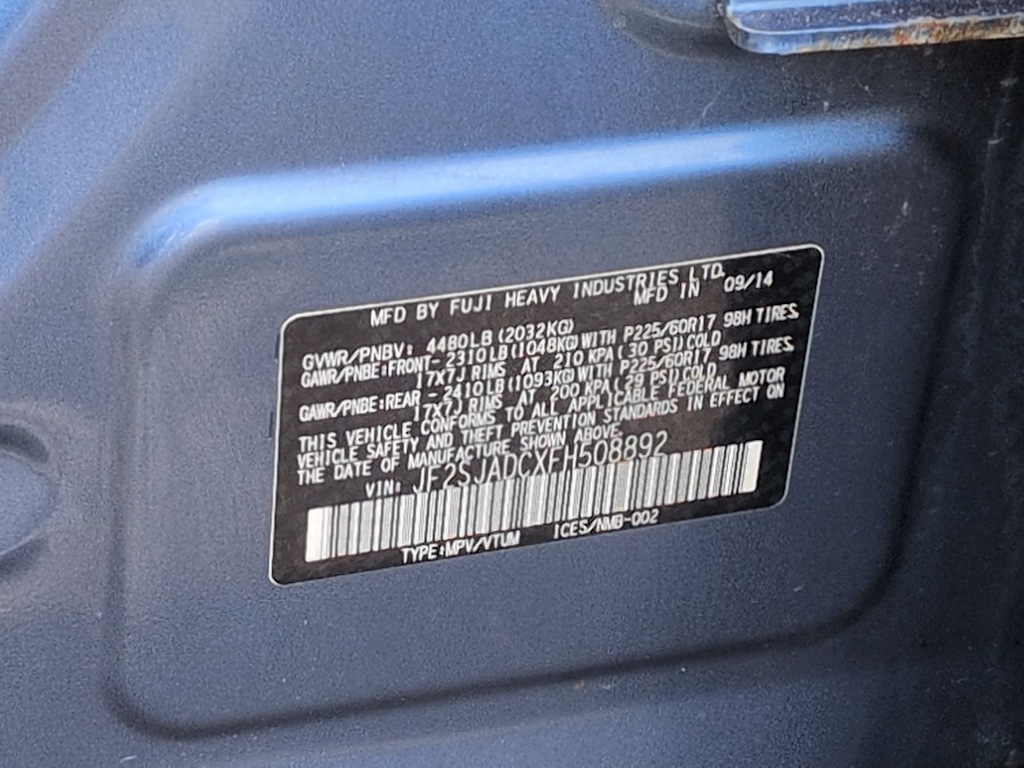 MFD BY FUJI HEAVY INDUSTRIES LTD.
MFD IN 09/14
GVWR/PNBV: 4480LB(2032KG)
GAWR/PNBE:FRONT-2310LB(1048KG)WITH P225/60R17 98H TIRES
17X7J RIMS AT 210 KPA( 30 PSI)COLD
GAWR/PNBE:REAR -2410LB(1093KG)WITH P225/60R17 98H TIRES
17X7J RIMS AT 200 KPA( 29 PSI)COLD
THIS VEHICLE CONFORMS TO ALL APPLICABLE FEDERAL MOTOR
VEHICLE SAFETY AND THEFT PREVENTION STANDARDS IN EFFECT ON
THE DATE OF MANUFACTURE SHOWN ABOVE.
VIN: JF2SJADCXFH508892
TYPE:MPV/VTUM ICES/NMB-002